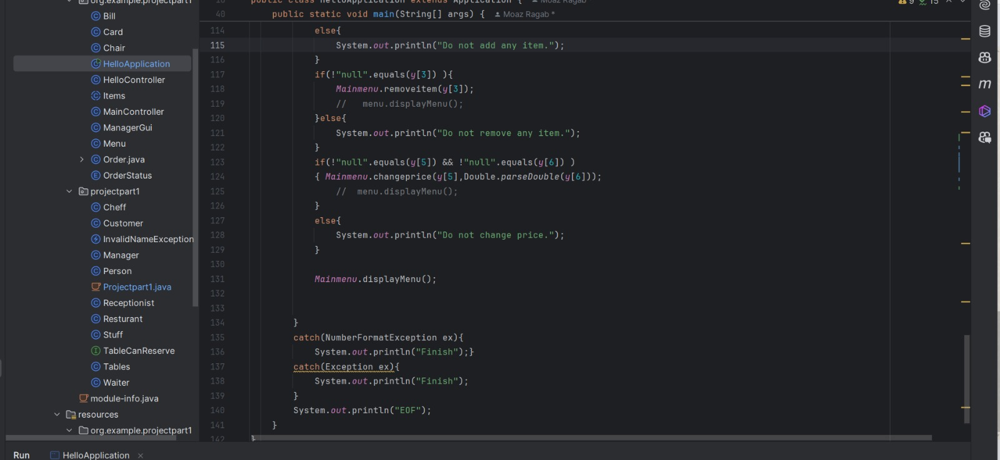 org.example.projectpart1
Bill
Card
Chair
HelloApplication
HelloController
Items
MainController
ManagerGui
Menu
Order.java
OrderStatus
projectpart1
Cheff
Customer
InvalidNameException
Manager
Person
Projectpart1.java
Receptionist
Resturant
Stuff
TableCanReserve
Tables
Waiter
module-info.java
resources
org.example.projectpart1
public class HelloApplication extends Application { Moaz Ragab
9 15
40 public static void main(String[] args) { Moaz Ragab *
114 else{
115 System.out.println("Do not add any item.");
116 }
117 if(!"null".equals(y[3]) ){
118 Mainmenu.removeitem(y[3]);
119 // menu.displayMenu();
120 }else{
121 System.out.println("Do not remove any item.");
122 }
123 if(!"null".equals(y[5]) && !"null".equals(y[6]) )
124 { Mainmenu.changeprice(y[5],Double.parseDouble(y[6]));
125 // menu.displayMenu();
126 }
127 else{
128 System.out.println("Do not change price.");
129 }
130
131 Mainmenu.displayMenu();
132
133
134 }
135 catch(NumberFormatException ex){
136 System.out.println("Finish");}
137 catch(Exception ex){
138 System.out.println("Finish");
139 }
140 System.out.println("EOF");
141 }
142 }
Run HelloApplication ×